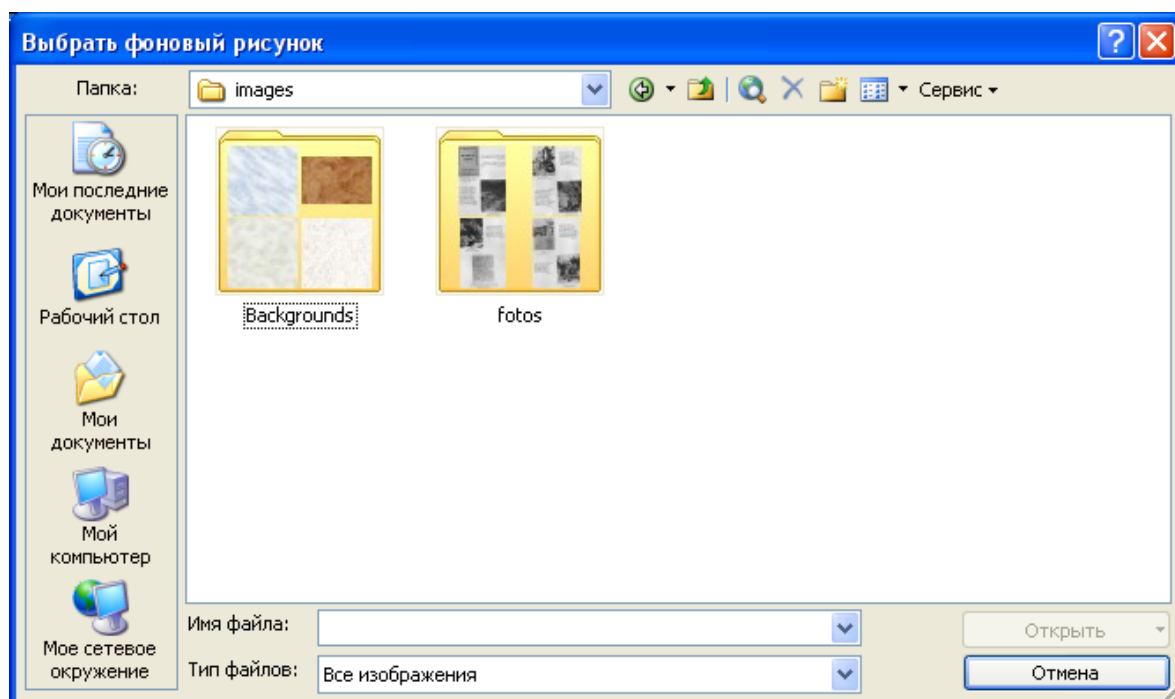 Выбрать фоновый рисунок
Папка:
images
Сервис
Мои последние
документы
Рабочий стол
Мои
документы
Мой
компьютер
Мое сетевое
окружение
Backgrounds
fotos
Имя файла:
Открыть
Тип файлов:
Все изображения
Отмена